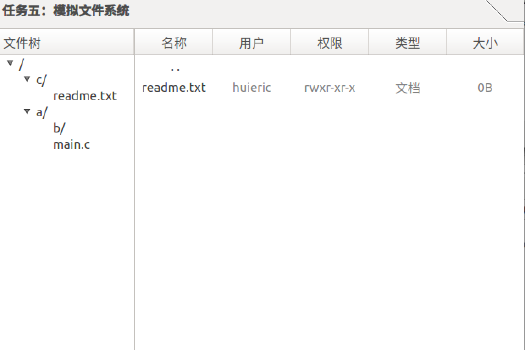 任务五：模拟文件系统
文件树 名称 用户 权限 类型 大小
/
..
c/
readme.txt huieric rwxr-xr-x 文档 0B
readme.txt
a/
b/
main.c